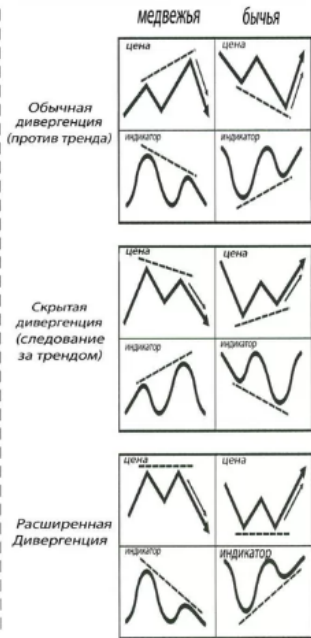 медвежья бычья
Обычная
дивергенция
(против тренда)
цена цена
индикатор индикатор
Скрытая
дивергенция
(следование
за трендом)
цена цена
индикатор индикатор
Расширенная
Дивергенция
цена цена
индикатор индикатор